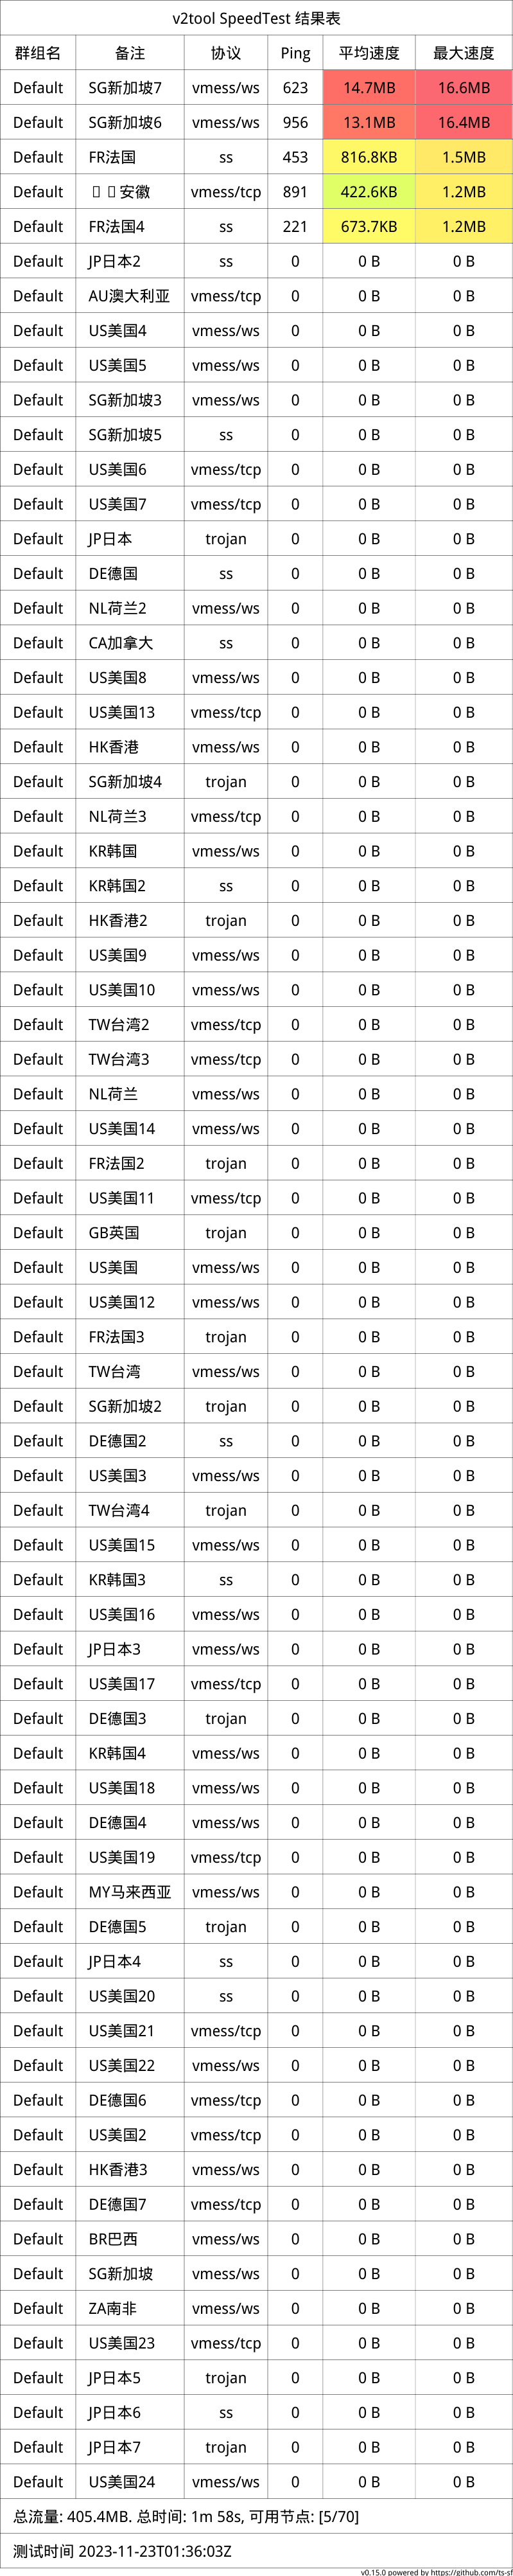 v2tool SpeedTest 结果表
群组名 备注 协议 Ping 平均速度 最大速度
Default SG新加坡7 vmess/ws 623 14.7MB 16.6MB
Default SG新加坡6 vmess/ws 956 13.1MB 16.4MB
Default FR法国 ss 453 816.8KB 1.5MB
Default 安徽 vmess/tcp 891 422.6KB 1.2MB
Default FR法国4 ss 221 673.7KB 1.2MB
Default JP日本2 ss 0 0 B 0 B
Default AU澳大利亚 vmess/tcp 0 0 B 0 B
Default US美国4 vmess/ws 0 0 B 0 B
Default US美国5 vmess/ws 0 0 B 0 B
Default SG新加坡3 vmess/ws 0 0 B 0 B
Default SG新加坡5 ss 0 0 B 0 B
Default US美国6 vmess/tcp 0 0 B 0 B
Default US美国7 vmess/tcp 0 0 B 0 B
Default JP日本 trojan 0 0 B 0 B
Default DE德国 ss 0 0 B 0 B
Default NL荷兰2 vmess/ws 0 0 B 0 B
Default CA加拿大 ss 0 0 B 0 B
Default US美国8 vmess/ws 0 0 B 0 B
Default US美国13 vmess/tcp 0 0 B 0 B
Default HK香港 vmess/ws 0 0 B 0 B
Default SG新加坡4 trojan 0 0 B 0 B
Default NL荷兰3 vmess/tcp 0 0 B 0 B
Default KR韩国 vmess/ws 0 0 B 0 B
Default KR韩国2 ss 0 0 B 0 B
Default HK香港2 trojan 0 0 B 0 B
Default US美国9 vmess/ws 0 0 B 0 B
Default US美国10 vmess/ws 0 0 B 0 B
Default TW台湾2 vmess/tcp 0 0 B 0 B
Default TW台湾3 vmess/tcp 0 0 B 0 B
Default NL荷兰 vmess/ws 0 0 B 0 B
Default US美国14 vmess/ws 0 0 B 0 B
Default FR法国2 trojan 0 0 B 0 B
Default US美国11 vmess/tcp 0 0 B 0 B
Default GB英国 trojan 0 0 B 0 B
Default US美国 vmess/ws 0 0 B 0 B
Default US美国12 vmess/ws 0 0 B 0 B
Default FR法国3 trojan 0 0 B 0 B
Default TW台湾 vmess/ws 0 0 B 0 B
Default SG新加坡2 trojan 0 0 B 0 B
Default DE德国2 ss 0 0 B 0 B
Default US美国3 vmess/ws 0 0 B 0 B
Default TW台湾4 trojan 0 0 B 0 B
Default US美国15 vmess/ws 0 0 B 0 B
Default KR韩国3 ss 0 0 B 0 B
Default US美国16 vmess/ws 0 0 B 0 B
Default JP日本3 vmess/ws 0 0 B 0 B
Default US美国17 vmess/tcp 0 0 B 0 B
Default DE德国3 trojan 0 0 B 0 B
Default KR韩国4 vmess/ws 0 0 B 0 B
Default US美国18 vmess/ws 0 0 B 0 B
Default DE德国4 vmess/ws 0 0 B 0 B
Default US美国19 vmess/tcp 0 0 B 0 B
Default MY马来西亚 vmess/ws 0 0 B 0 B
Default DE德国5 trojan 0 0 B 0 B
Default JP日本4 ss 0 0 B 0 B
Default US美国20 ss 0 0 B 0 B
Default US美国21 vmess/tcp 0 0 B 0 B
Default US美国22 vmess/ws 0 0 B 0 B
Default DE德国6 vmess/tcp 0 0 B 0 B
Default US美国2 vmess/tcp 0 0 B 0 B
Default HK香港3 vmess/ws 0 0 B 0 B
Default DE德国7 vmess/tcp 0 0 B 0 B
Default BR巴西 vmess/ws 0 0 B 0 B
Default SG新加坡 vmess/ws 0 0 B 0 B
Default ZA南非 vmess/ws 0 0 B 0 B
Default US美国23 vmess/tcp 0 0 B 0 B
Default JP日本5 trojan 0 0 B 0 B
Default JP日本6 ss 0 0 B 0 B
Default JP日本7 trojan 0 0 B 0 B
Default US美国24 vmess/ws 0 0 B 0 B
总流量: 405.4MB. 总时间: 1m 58s, 可用节点: [5/70]
测试时间 2023-11-23T01:36:03Z
v0.15.0 powered by https://github.com/ts-sf